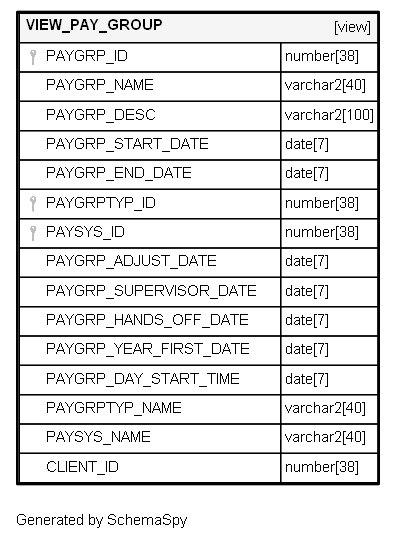 VIEW_PAY_GROUP [view]
PAYGRP_ID number[38]
PAYGRP_NAME varchar2[40]
PAYGRP_DESC varchar2[100]
PAYGRP_START_DATE date[7]
PAYGRP_END_DATE date[7]
PAYGRPTYP_ID number[38]
PAYSYS_ID number[38]
PAYGRP_ADJUST_DATE date[7]
PAYGRP_SUPERVISOR_DATE date[7]
PAYGRP_HANDS_OFF_DATE date[7]
PAYGRP_YEAR_FIRST_DATE date[7]
PAYGRP_DAY_START_TIME date[7]
PAYGRPTYP_NAME varchar2[40]
PAYSYS_NAME varchar2[40]
CLIENT_ID number[38]
Generated by SchemaSpy